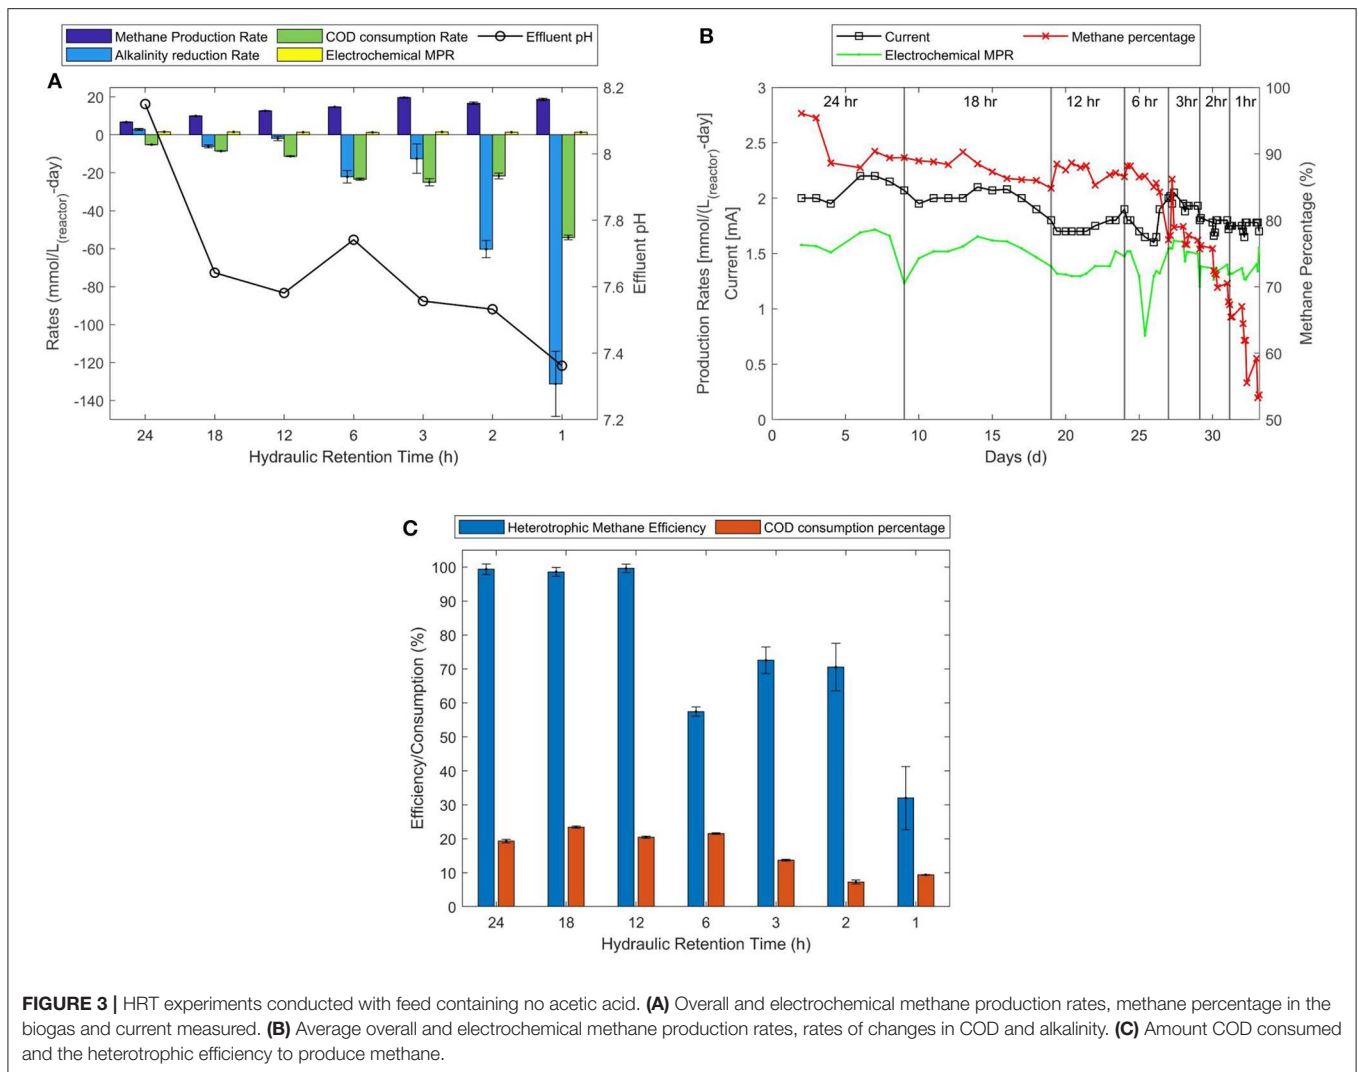 Methane Production Rate
COD consumption Rate
Effluent pH
Alkalinity reduction Rate
Electrochemical MPR
A
20
0
-20
-40
-60
-80
-100
-120
-140
Rates (mmol/L(reactor)-day)
8.2
8
7.8
7.6
7.4
7.2
Effluent pH
24 18 12 6 3 2 1
Hydraulic Retention Time (h)
B
Current
Methane percentage
Electrochemical MPR
24 hr 18 hr 12 hr 6 hr 3hr 2hr 1hr
3
2.5
2
1.5
1
0.5
0
Production Rates [mmol/(L(reactor)-day]
Current [mA]
100
90
80
70
60
50
Methane Percentage (%)
0 5 10 15 20 25 30
Days (d)
C
Heterotrophic Methane Efficiency
COD consumption percentage
100
90
80
70
60
50
40
30
20
10
0
Efficiency/Consumption (%)
24 18 12 6 3 2 1
Hydraulic Retention Time (h)
FIGURE 3 | HRT experiments conducted with feed containing no acetic acid. (A) Overall and electrochemical methane production rates, methane percentage in the
biogas and current measured. (B) Average overall and electrochemical methane production rates, rates of changes in COD and alkalinity. (C) Amount COD consumed
and the heterotrophic efficiency to produce methane.